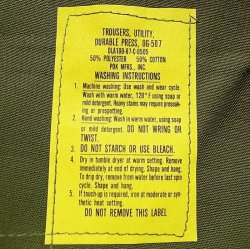 TROUSERS, UTILITY,
DURABLE PRESS, OG-507
DLA100-87-C-0505
50% POLYESTER 50% COTTON
PDK MFRS., INC.
WASHING INSTRUCTIONS
1. Machine washing: Use wash and wear cycle.
Wash with warm water, 120°F using soap or
mild detergent. Heavy stains may require presoak-
ing or prespotting.
2. Hand washing: Wash in warm water, using soap
or mild detergent. DO NOT WRING OR
TWIST.
3. DO NOT STARCH OR USE BLEACH.
4. Dry in tumble dryer at warm setting. Remove
immediately at end of drying. Shape and hang.
To drip dry, remove from water before last spin
cycle. Shape and hang.
5. If touch-up is required, iron at moderate or syn-
thetic heat setting.
DO NOT REMOVE THIS LABEL